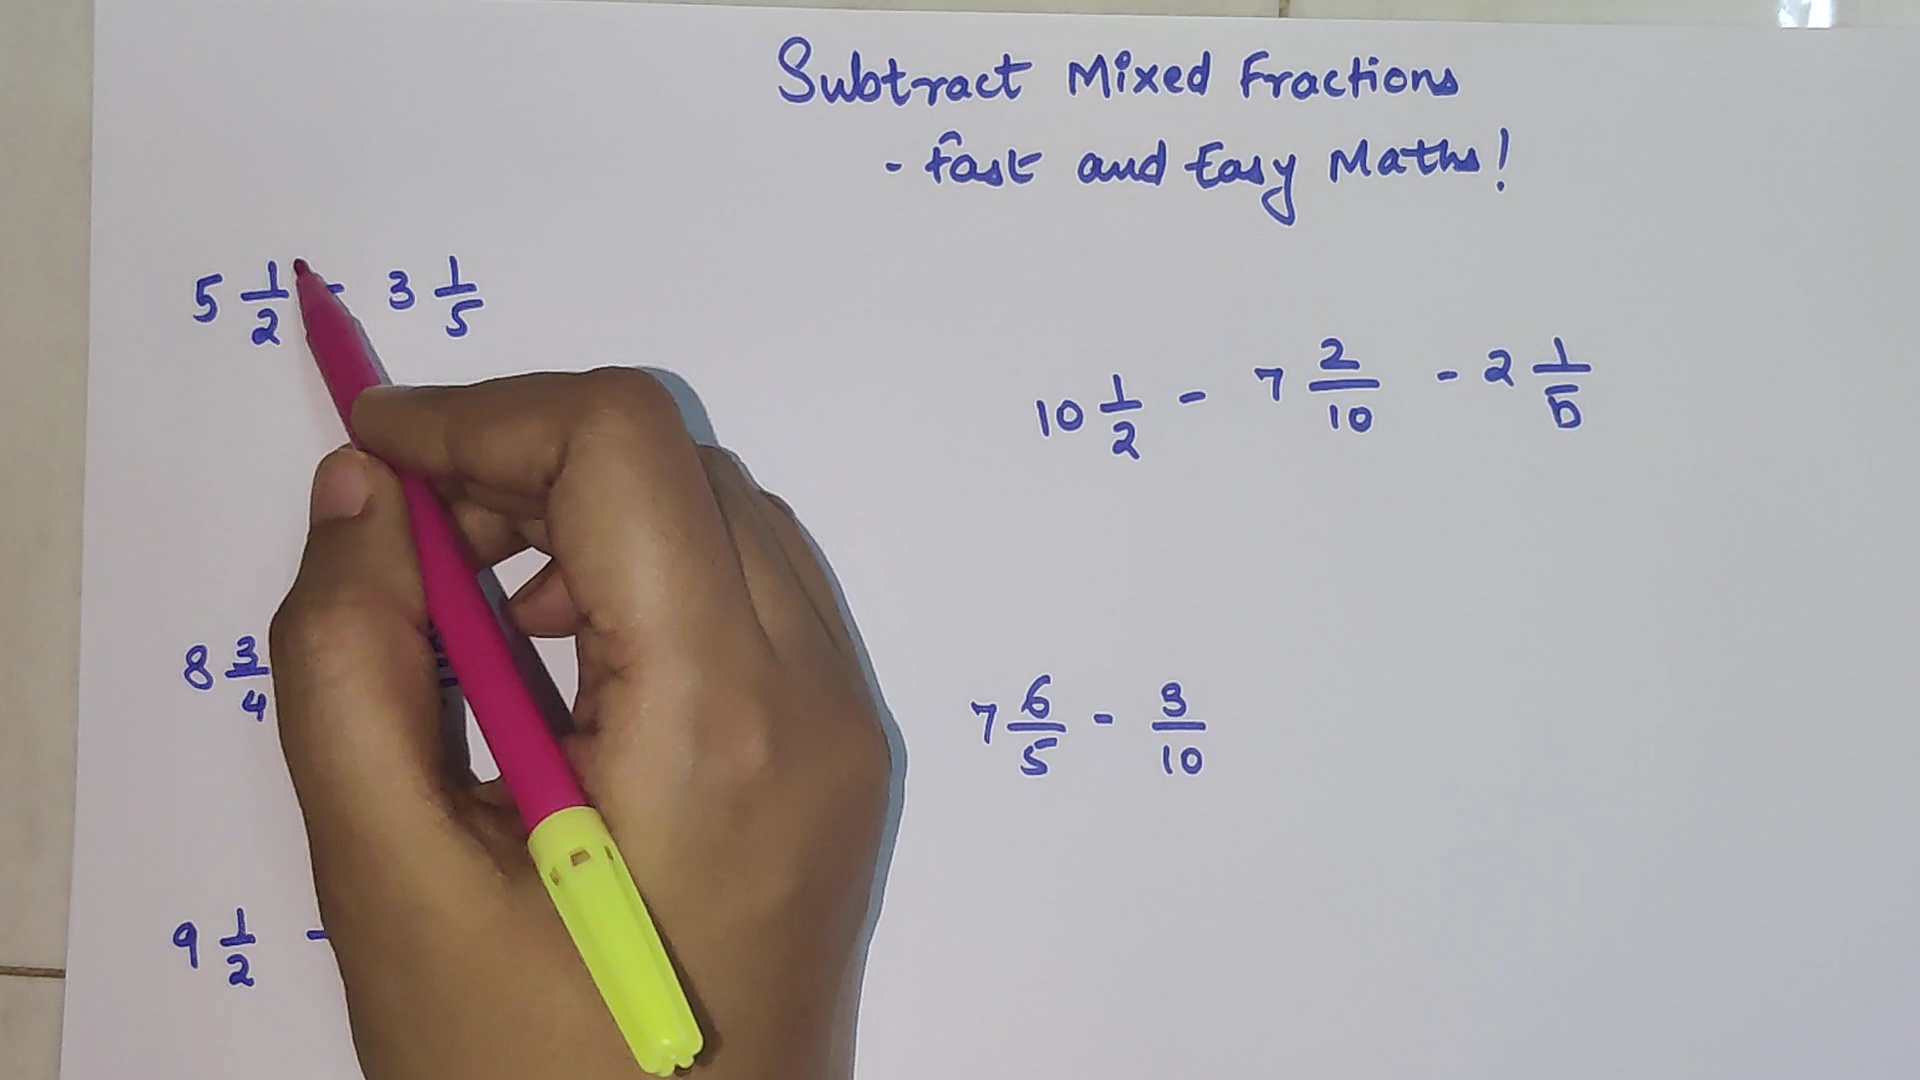 Subtract Mixed Fractions
- Fast and Easy Maths!
5 1/2 - 3 1/5
10 1/2 - 7 2/10 - 2 1/5
8 3/4
7 6/5 - 3/10
9 1/2 -